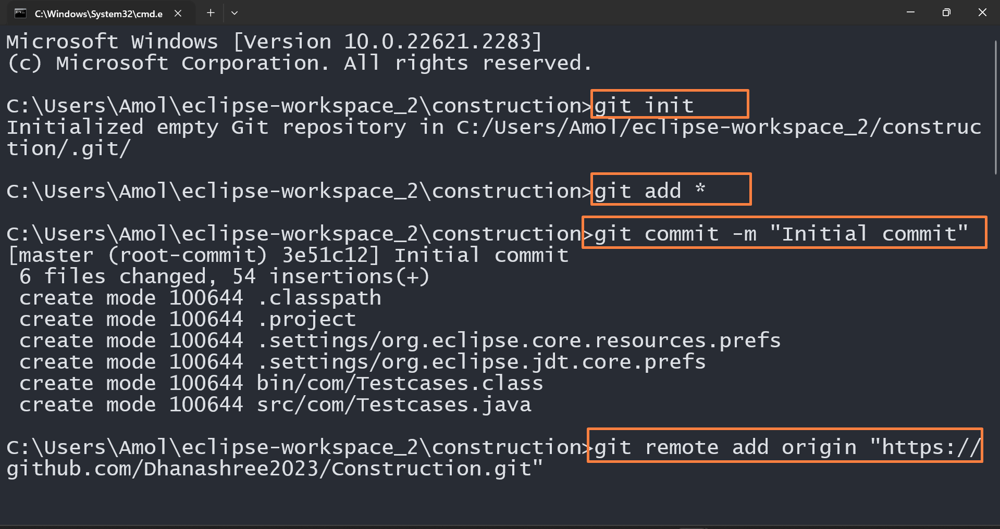 C:\Windows\System32\cmd.e
Microsoft Windows [Version 10.0.22621.2283]
(c) Microsoft Corporation. All rights reserved.
C:\Users\Amol\eclipse-workspace_2\construction>git init
Initialized empty Git repository in C:/Users/Amol/eclipse-workspace_2/construc
tion/.git/
C:\Users\Amol\eclipse-workspace_2\construction>git add *
C:\Users\Amol\eclipse-workspace_2\construction>git commit -m "Initial commit"
[master (root-commit) 3e51c12] Initial commit
 6 files changed, 54 insertions(+)
 create mode 100644 .classpath
 create mode 100644 .project
 create mode 100644 .settings/org.eclipse.core.resources.prefs
 create mode 100644 .settings/org.eclipse.jdt.core.prefs
 create mode 100644 bin/com/Testcases.class
 create mode 100644 src/com/Testcases.java
C:\Users\Amol\eclipse-workspace_2\construction>git remote add origin "https://
github.com/Dhanashree2023/Construction.git"